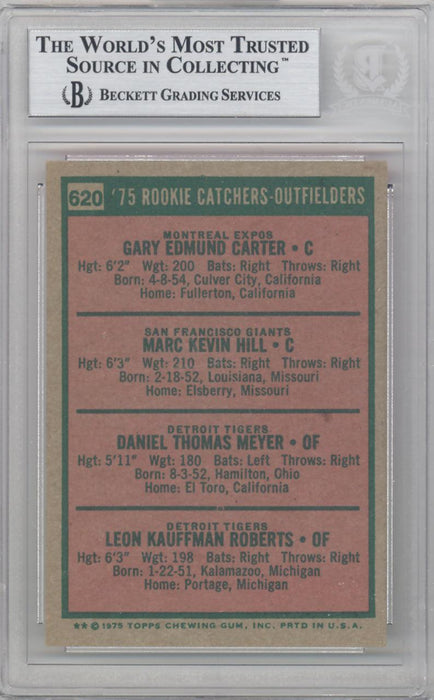 THE WORLD'S MOST TRUSTED
SOURCE IN COLLECTING™
B BECKETT GRADING SERVICES
620 '75 ROOKIE CATCHERS-OUTFIELDERS
MONTREAL EXPOS
GARY EDMUND CARTER • C
Hgt: 6'2" Wgt: 200 Bats: Right Throws: Right
Born: 4-8-54, Culver City, California
Home: Fullerton, California
SAN FRANCISCO GIANTS
MARC KEVIN HILL • C
Hgt: 6'3" Wgt: 210 Bats: Right Throws: Right
Born: 2-18-52, Louisiana, Missouri
Home: Elsberry, Missouri
DETROIT TIGERS
DANIEL THOMAS MEYER • OF
Hgt: 5'11" Wgt: 180 Bats: Left Throws: Right
Born: 8-3-52, Hamilton, Ohio
Home: El Toro, California
DETROIT TIGERS
LEON KAUFFMAN ROBERTS • OF
Hgt: 6'3" Wgt: 198 Bats: Right Throws: Right
Born: 1-22-51, Kalamazoo, Michigan
Home: Portage, Michigan
** © 1975 TOPPS CHEWING GUM, INC. PRTD IN U.S.A.